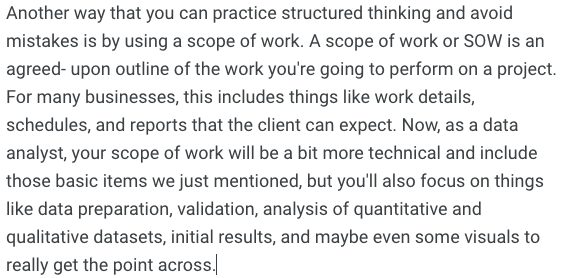 Another way that you can practice structured thinking and avoid
mistakes is by using a scope of work. A scope of work or SOW is an
agreed- upon outline of the work you're going to perform on a project.
For many businesses, this includes things like work details,
schedules, and reports that the client can expect. Now, as a data
analyst, your scope of work will be a bit more technical and include
those basic items we just mentioned, but you'll also focus on things
like data preparation, validation, analysis of quantitative and
qualitative datasets, initial results, and maybe even some visuals to
really get the point across.